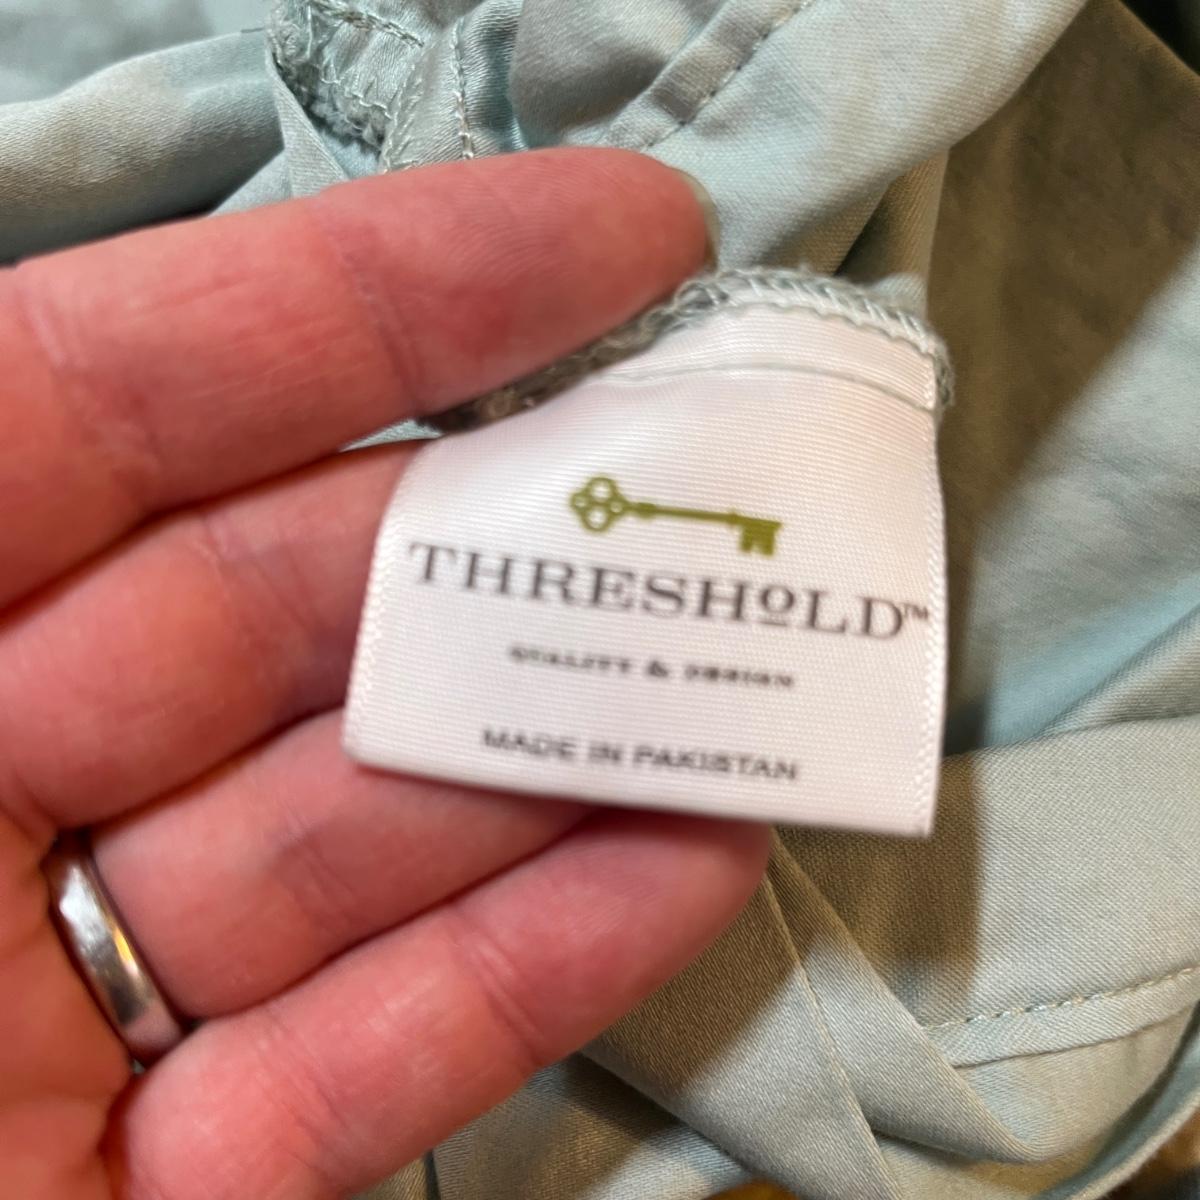 THRESHOLD™
QUALITY & DESIGN
MADE IN PAKISTAN